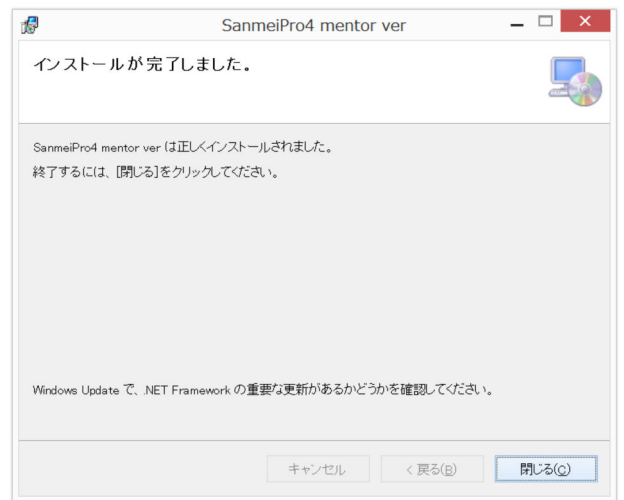 SanmeiPro4 mentor ver
インストールが完了しました。
SanmeiPro4 mentor ver は正しくインストールされました。
終了するには、[閉じる]をクリックしてください。
Windows Update で、.NET Framework の重要な更新があるかどうかを確認してください。
キャンセル < 戻る(B) 閉じる(C)